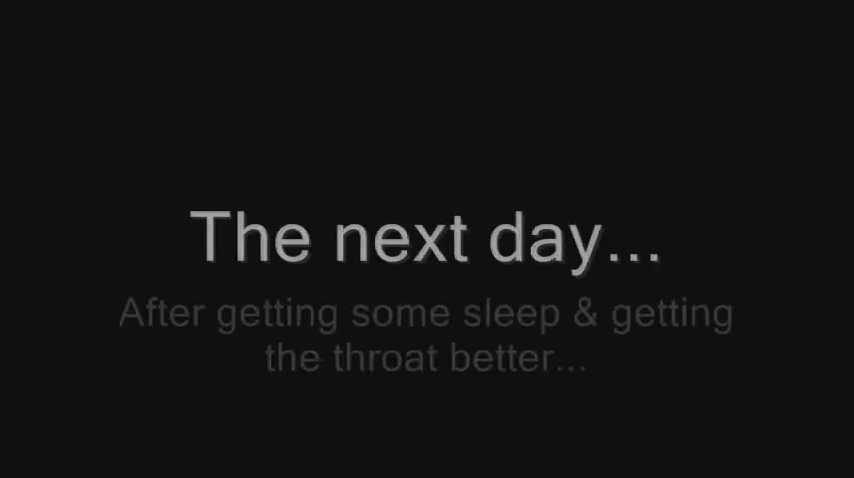 The next day...
After getting some sleep & getting
the throat better...